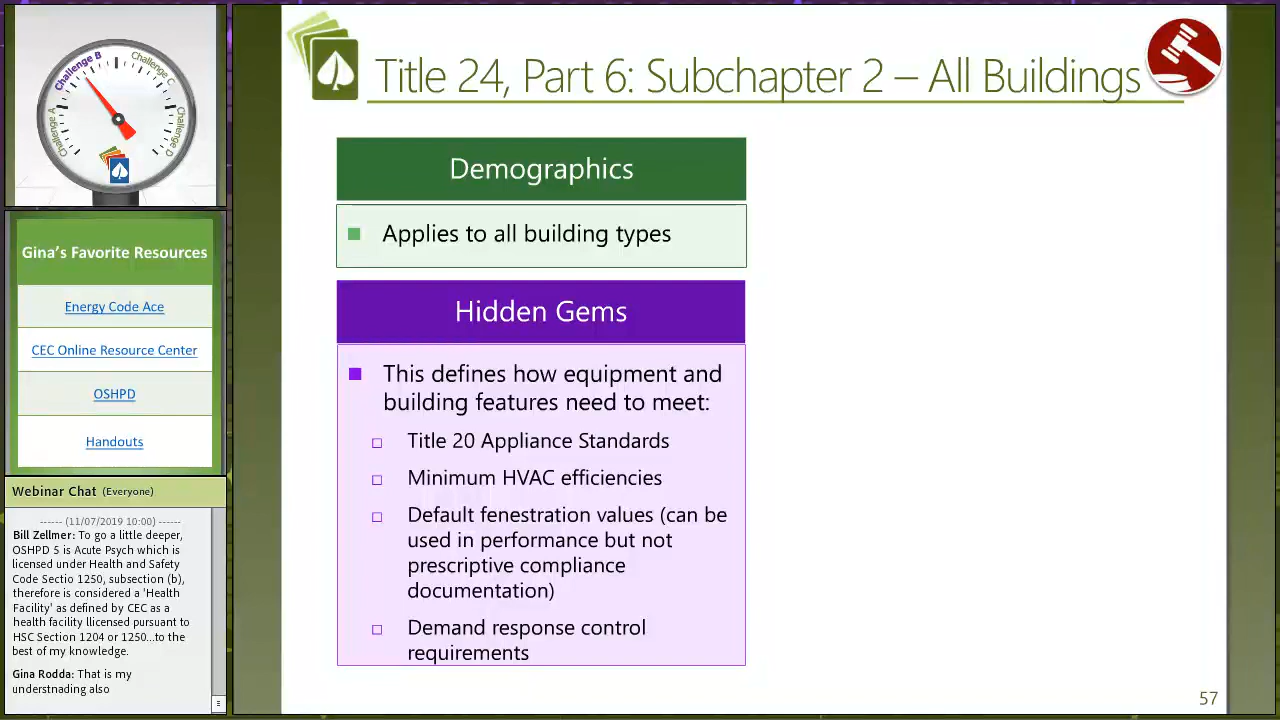 Challenge A
Challenge B
Challenge C
Challenge D
Title 24, Part 6: Subchapter 2 – All Buildings
Demographics
Applies to all building types
Hidden Gems
This defines how equipment and
building features need to meet:
Title 20 Appliance Standards
Minimum HVAC efficiencies
Default fenestration values (can be
used in performance but not
prescriptive compliance
documentation)
Demand response control
requirements
57
Gina's Favorite Resources
Energy Code Ace
CEC Online Resource Center
OSHPD
Handouts
Webinar Chat (Everyone)
------ (11/07/2019 10:00) ------
Bill Zellmer: To go a little deeper,
OSHPD 5 is Acute Psych which is
licensed under Health and Safety
Code Sectio 1250, subsection (b),
therefore is considered a 'Health
Facility' as defined by CEC as a
health facility llicensed pursuant to
HSC Section 1204 or 1250...to the
best of my knowledge.
Gina Rodda: That is my
understnading also